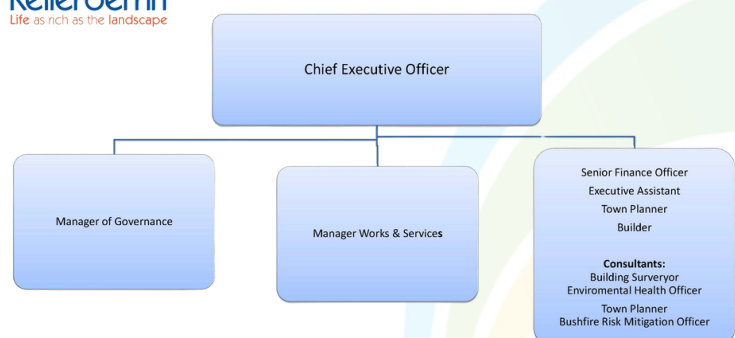 Kellerberrin
Life as rich as the landscape
Chief Executive Officer
Manager of Governance
Manager Works & Services
Senior Finance Officer
Executive Assistant
Town Planner
Builder
Consultants:
Building Surveryor
Enviromental Health Officer
Town Planner
Bushfire Risk Mitigation Officer